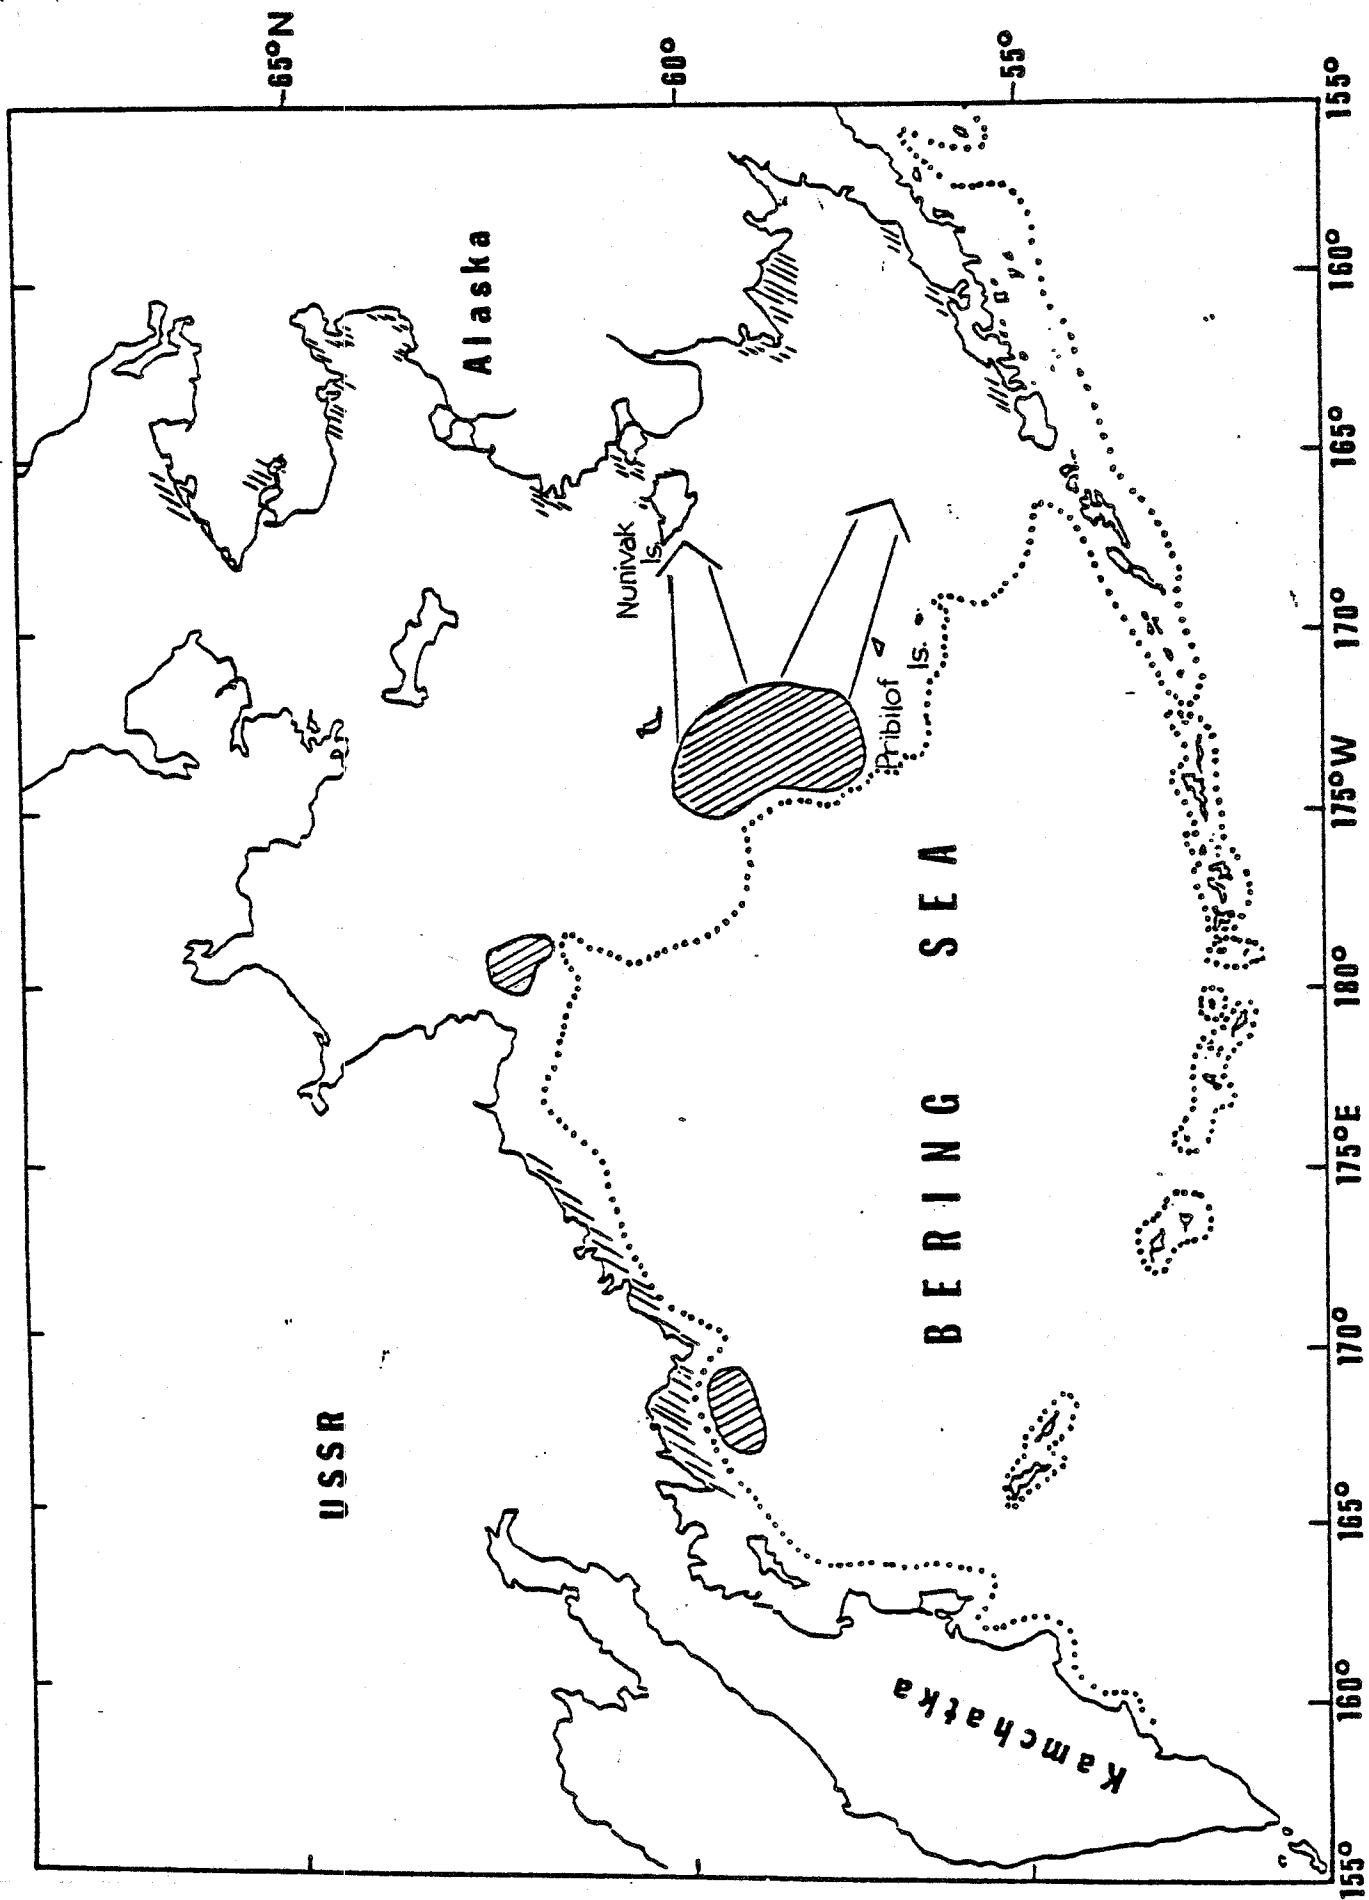 65°N
60°
55°
USSR
Alaska
Nunivak
Is.
Pribilof
Is.
BERING SEA
Kamchatka
155°
160°
165°
170°
175°E
180°
175°W
170°
165°
160°
155°